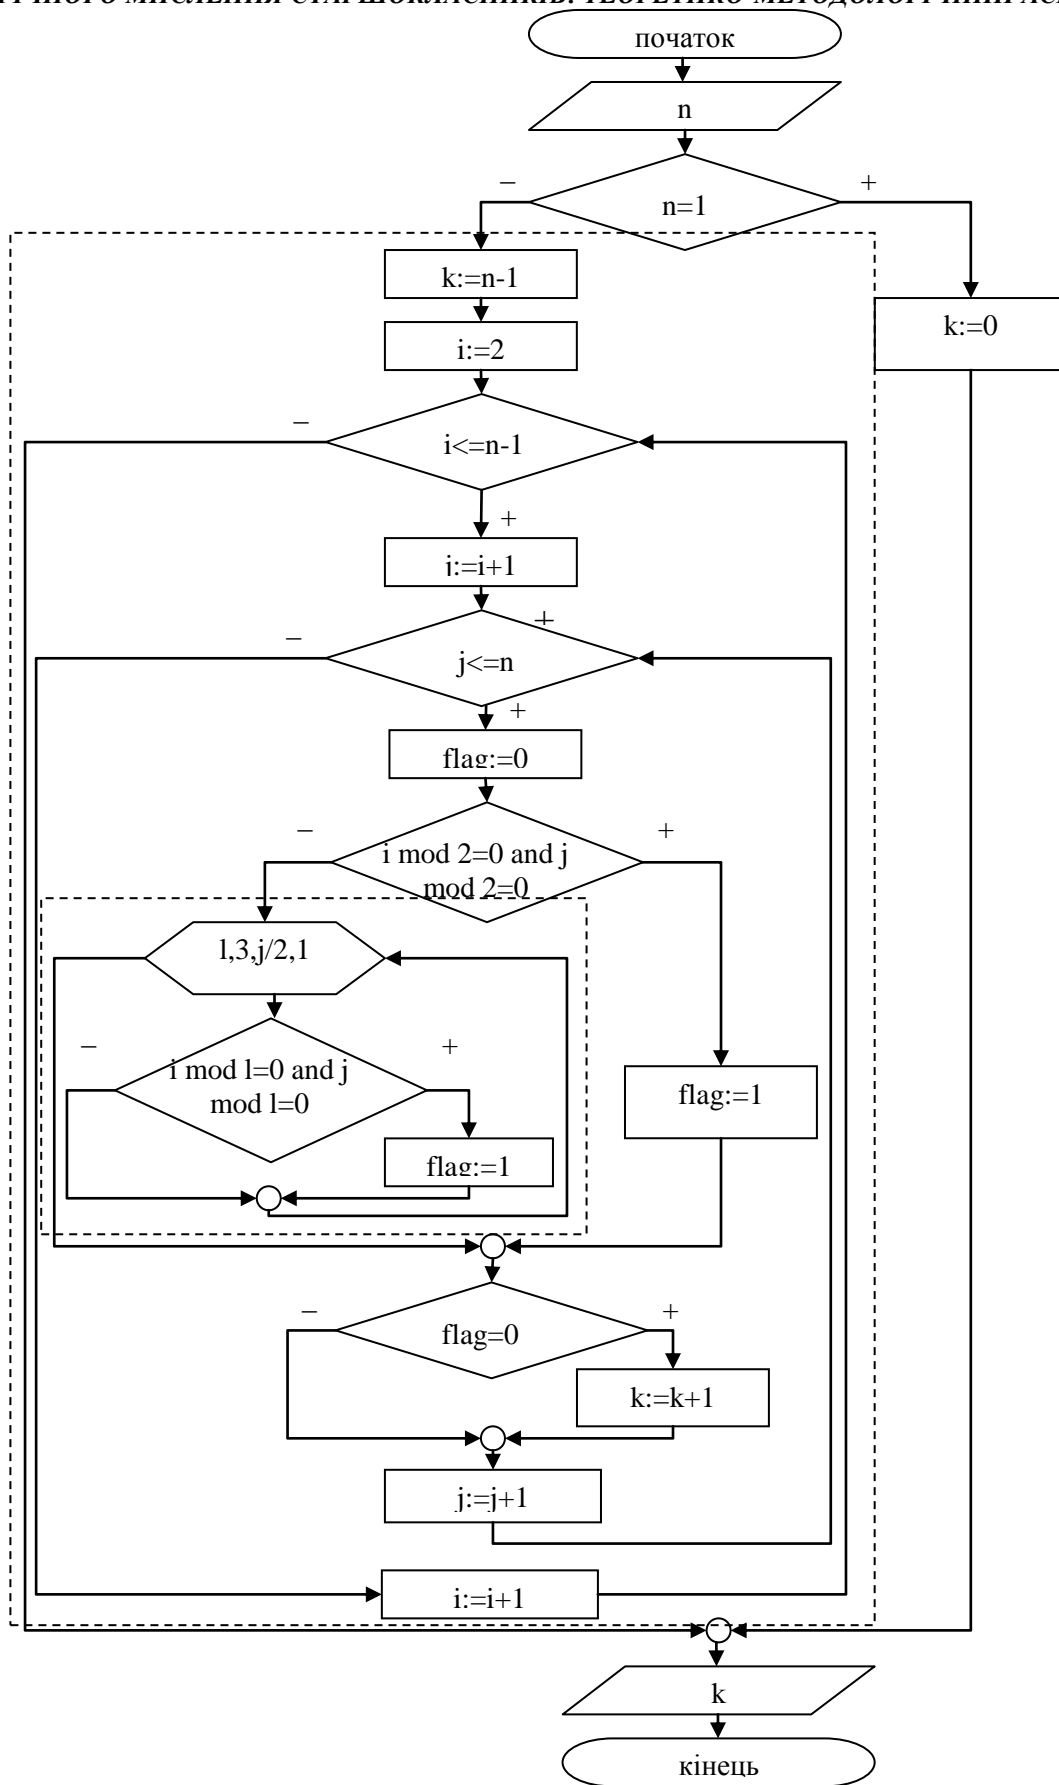 початок
n
–
+
n=1
k:=n-1
k:=0
i:=2
–
i<=n-1
+
j:=i+1
+
–
j<=n
+
flag:=0
–
+
i mod 2=0 and j
mod 2=0
l,3,j/2,1
–
+
i mod l=0 and j
mod l=0
flag:=1
flag:=1
–
+
flag=0
k:=k+1
j:=j+1
i:=i+1
k
кінець